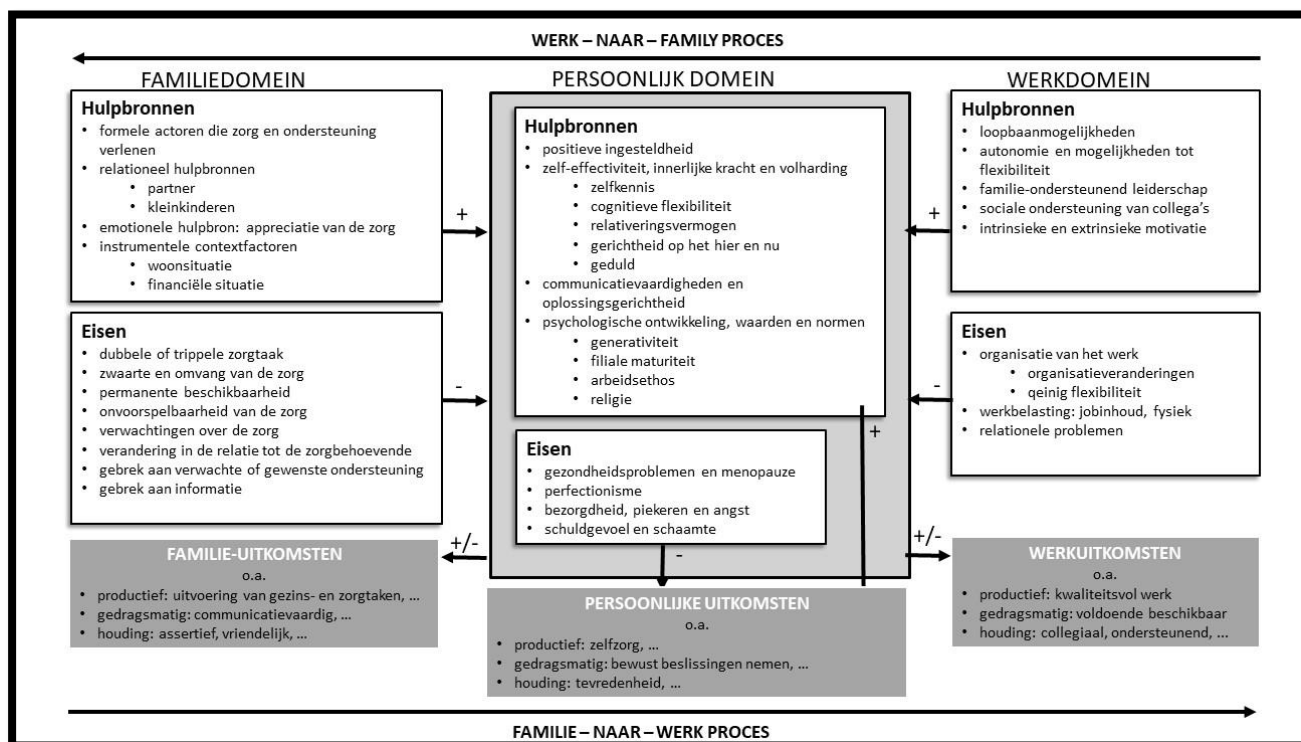 WERK – NAAR – FAMILY PROCES
FAMILIEDOMEIN
Hulpbronnen
• formele actoren die zorg en ondersteuning
verlenen
• relationeel hulpbronnen
• partner
• kleinkinderen
• emotionele hulpbron: appreciatie van de zorg
• instrumentele contextfactoren
• woonsituatie
• financiële situatie
+
Eisen
• dubbele of trippele zorgtaak
• zwaarte en omvang van de zorg
• permanente beschikbaarheid
• onvoorspelbaarheid van de zorg
• verwachtingen over de zorg
• verandering in de relatie tot de zorgbehoevende
• gebrek aan verwachte of gewenste ondersteuning
• gebrek aan informatie
-
FAMILIE-UITKOMSTEN
o.a.
• productief: uitvoering van gezins- en zorgtaken, ...
• gedragsmatig: communicatievaardig, ...
• houding: assertief, vriendelijk, ...
+/-
PERSOONLIJK DOMEIN
Hulpbronnen
• positieve ingesteldheid
• zelf-effectiviteit, innerlijke kracht en volharding
• zelfkennis
• cognitieve flexibiliteit
• relativeringsvermogen
• gerichtheid op het hier en nu
• geduld
• communicatievaardigheden en
oplossingsgerichtheid
• psychologische ontwikkeling, waarden en normen
• generativiteit
• filiale maturiteit
• arbeidsethos
• religie
+
Eisen
• gezondheidsproblemen en menopauze
• perfectionisme
• bezorgdheid, piekeren en angst
• schuldgevoel en schaamte
-
PERSOONLIJKE UITKOMSTEN
o.a.
• productief: zelfzorg, ...
• gedragsmatig: bewust beslissingen nemen, ...
• houding: tevredenheid, ...
WERKDOMEIN
Hulpbronnen
• loopbaanmogelijkheden
• autonomie en mogelijkheden tot
flexibiliteit
• familie-ondersteunend leiderschap
• sociale ondersteuning van collega's
• intrinsieke en extrinsieke motivatie
+
Eisen
• organisatie van het werk
• organisatieveranderingen
• qeinig flexibiliteit
• werkbelasting: jobinhoud, fysiek
• relationele problemen
-
+/-
WERKUITKOMSTEN
o.a.
• productief: kwaliteitsvol werk
• gedragsmatig: voldoende beschikbaar
• houding: collegiaal, ondersteunend, ...
FAMILIE – NAAR – WERK PROCES